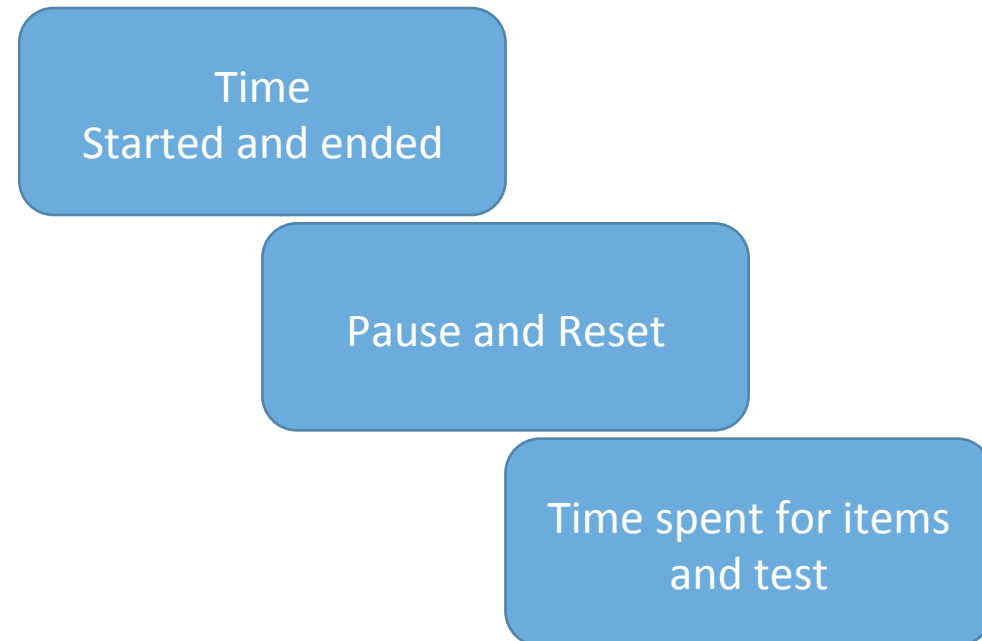 Time
Started and ended
Pause and Reset
Time spent for items
and test